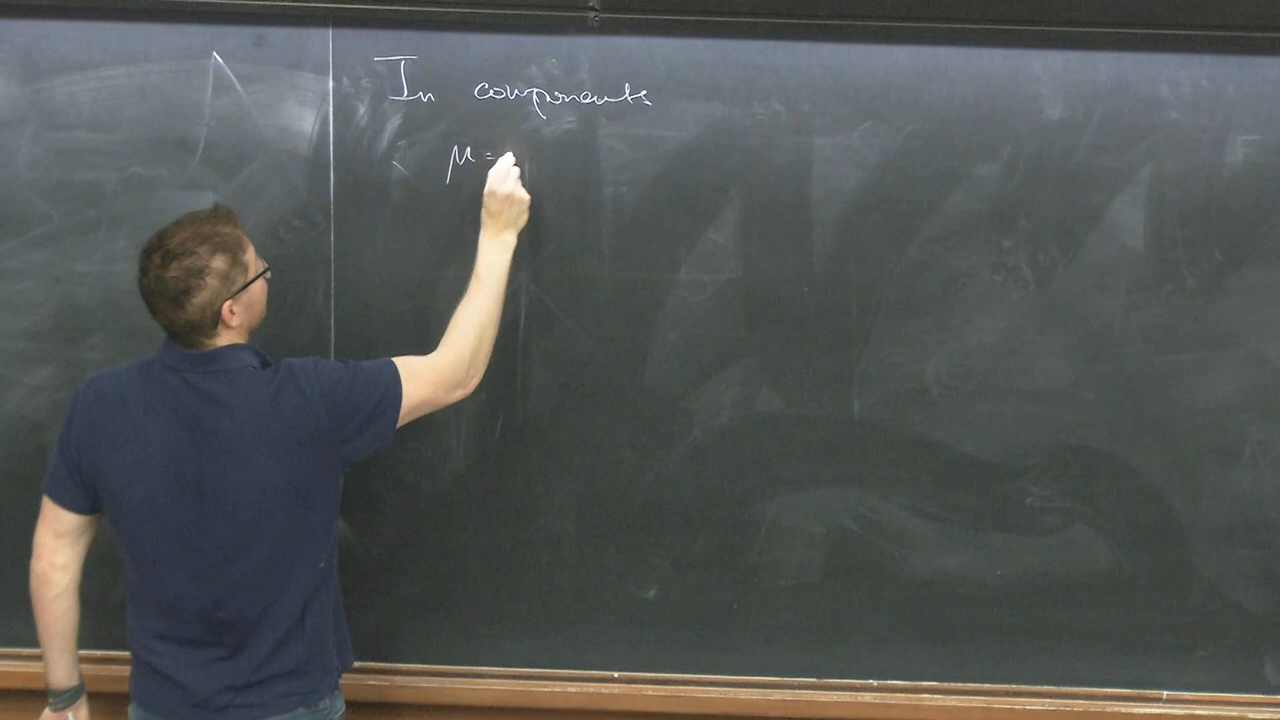 In components
μ =